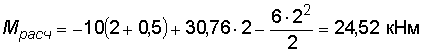 M_расч = −10(2 + 0,5) + 30,76 · 2 − (6 · 2²)/2 = 24,52 кНм